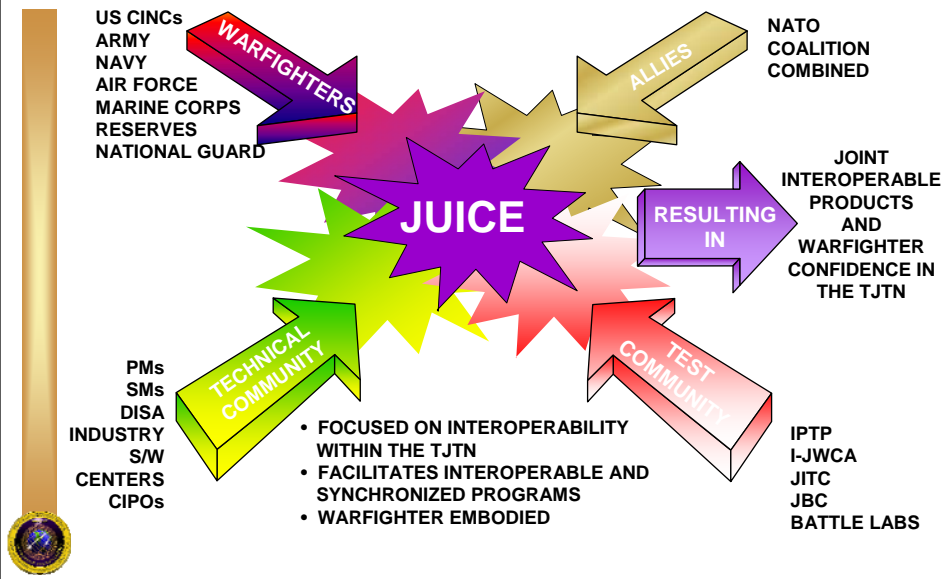 US CINCs
ARMY
NAVY
AIR FORCE
MARINE CORPS
RESERVES
NATIONAL GUARD
WARFIGHTERS
ALLIES
NATO
COALITION
COMBINED
JUICE
RESULTING
IN
JOINT
INTEROPERABLE
PRODUCTS
AND
WARFIGHTER
CONFIDENCE IN
THE TJTN
TECHNICAL
COMMUNITY
TEST
COMMUNITY
PMs
SMs
DISA
INDUSTRY
S/W
CENTERS
CIPOs
• FOCUSED ON INTEROPERABILITY
WITHIN THE TJTN
• FACILITATES INTEROPERABLE AND
SYNCHRONIZED PROGRAMS
• WARFIGHTER EMBODIED
IPTP
I-JWCA
JITC
JBC
BATTLE LABS